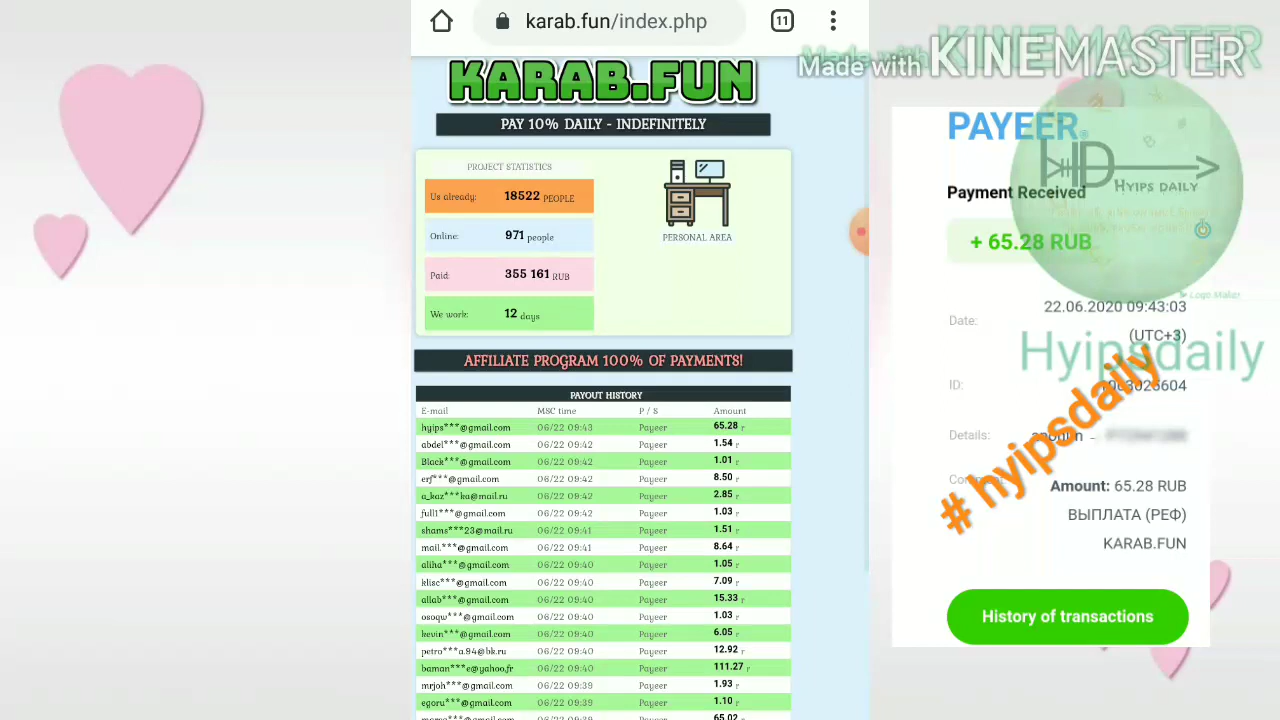 karab.fun/index.php
11
KARAB.FUN
PAY 10% DAILY - INDEFINITELY
PROJECT STATISTICS
Us already: 18522 PEOPLE
Online: 971 people
Paid: 355 161 RUB
We work: 12 days
PERSONAL AREA
AFFILIATE PROGRAM 100% OF PAYMENTS!
PAYOUT HISTORY
E-mail MSC time P / S Amount
hyips***@gmail.com 06/22 09:43 Payeer 65.28 r
abdel***@gmail.com 06/22 09:42 Payeer 1.54 r
Black***@gmail.com 06/22 09:42 Payeer 1.01 r
erf***@gmail.com 06/22 09:42 Payeer 8.50 r
a_kaz***ka@mail.ru 06/22 09:42 Payeer 2.85 r
full1***@gmail.com 06/22 09:42 Payeer 1.03 r
shams***23@mail.ru 06/22 09:41 Payeer 1.51 r
mail.***@gmail.com 06/22 09:41 Payeer 8.64 r
aliha***@gmail.com 06/22 09:40 Payeer 1.05 r
klisc***@gmail.com 06/22 09:40 Payeer 7.09 r
allab***@gmail.com 06/22 09:40 Payeer 15.33 r
osoqw***@gmail.com 06/22 09:40 Payeer 1.03 r
kevin***@gmail.com 06/22 09:40 Payeer 6.05 r
petro***a.94@bk.ru 06/22 09:40 Payeer 12.92 r
baman***e@yahoo.fr 06/22 09:40 Payeer 111.27 r
mrjoh***@gmail.com 06/22 09:39 Payeer 1.93 r
egoru***@gmail.com 06/22 09:39 Payeer 1.10 r
06/22 09:39 Payeer 65.02 r
Made with KINEMASTER
PAYEER
HD
HYIPS DAILY
Payment Received
+ 65.28 RUB
Logo Maker
Date: 22.06.2020 09:43:03
(UTC+3)
Hyipsdaily
ID:
Details:
# hyipsdaily
Amount: 65.28 RUB
ВЫПЛАТА (РЕФ)
KARAB.FUN
History of transactions